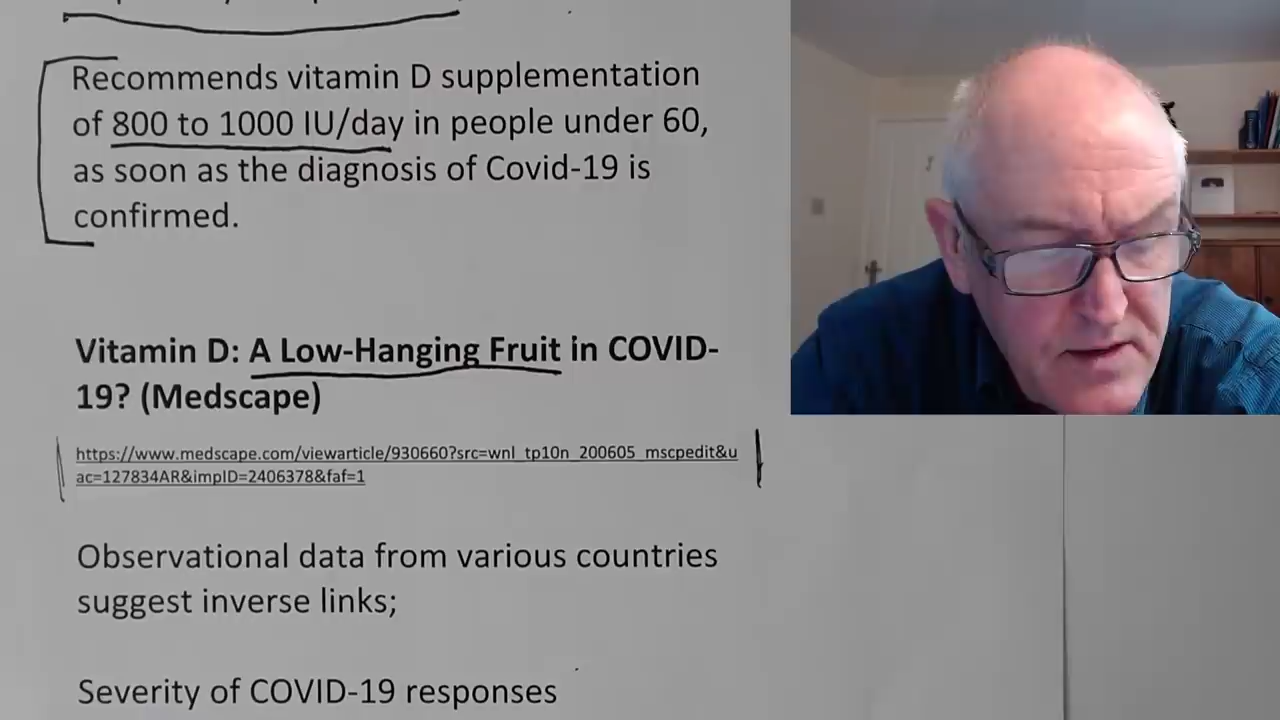 Recommends vitamin D supplementation
of 800 to 1000 IU/day in people under 60,
as soon as the diagnosis of Covid-19 is
confirmed.
Vitamin D: A Low-Hanging Fruit in COVID-
19? (Medscape)
https://www.medscape.com/viewarticle/930660?src=wnl_tp10n_200605_mscpedit&u
ac=127834AR&impID=2406378&faf=1
Observational data from various countries
suggest inverse links;
Severity of COVID-19 responses